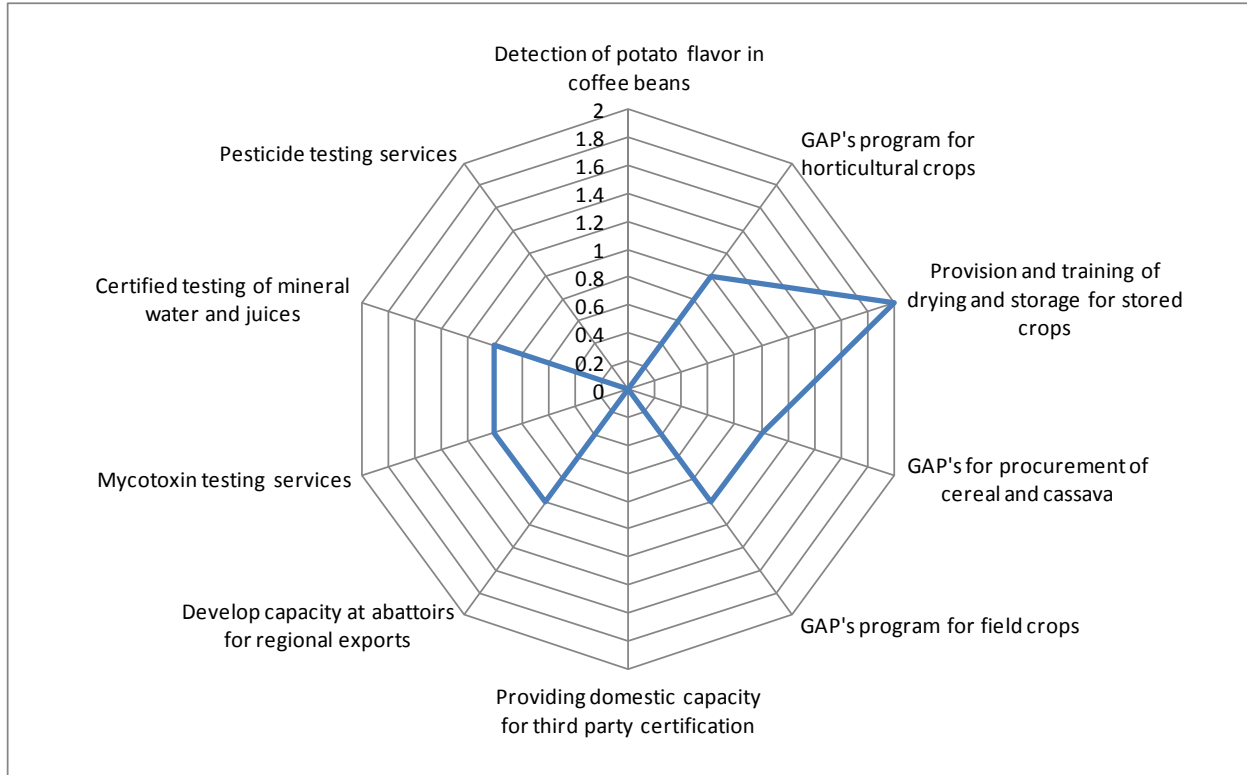 Detection of potato flavor in
coffee beans
GAP's program for
horticultural crops
Provision and training of
drying and storage for stored
crops
GAP's for procurement of
cereal and cassava
GAP's program for field crops
Providing domestic capacity
for third party certification
Develop capacity at abattoirs
for regional exports
Mycotoxin testing services
Certified testing of mineral
water and juices
Pesticide testing services
2
1.8
1.6
1.4
1.2
1
0.8
0.6
0.4
0.2
0